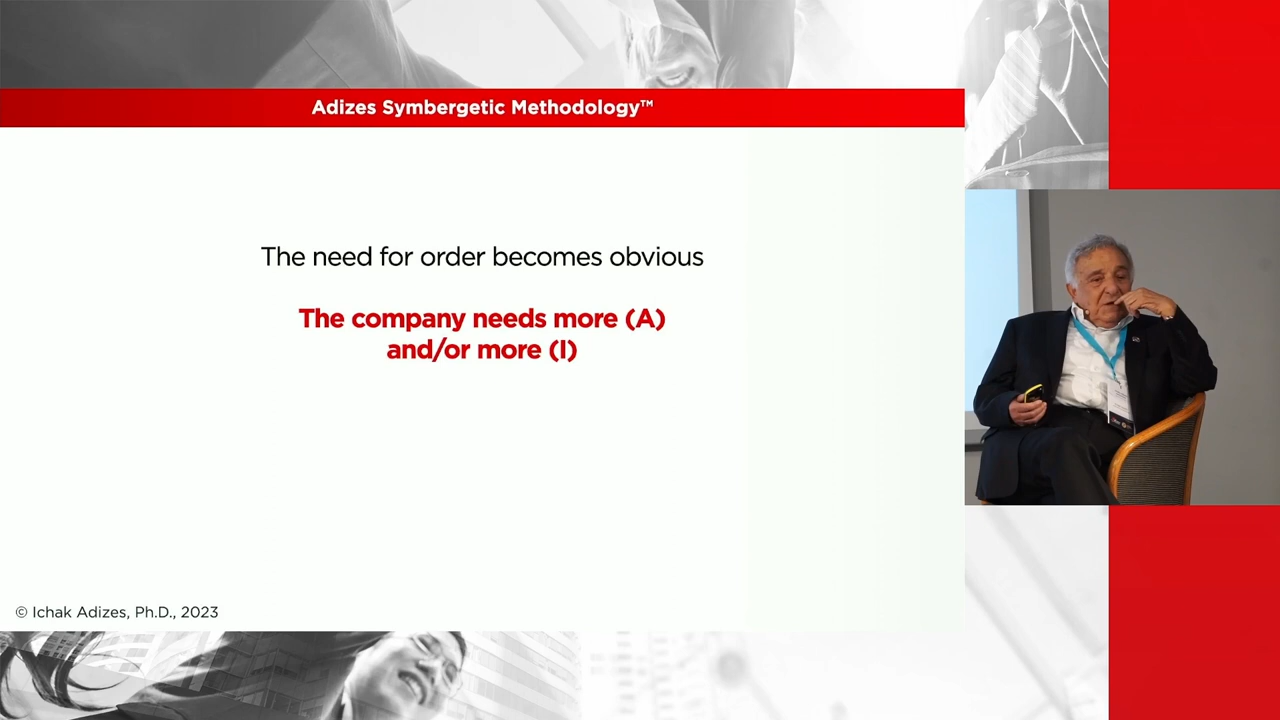 Adizes Symbergetic Methodology™
The need for order becomes obvious
The company needs more (A)
and/or more (I)
© Ichak Adizes, Ph.D., 2023